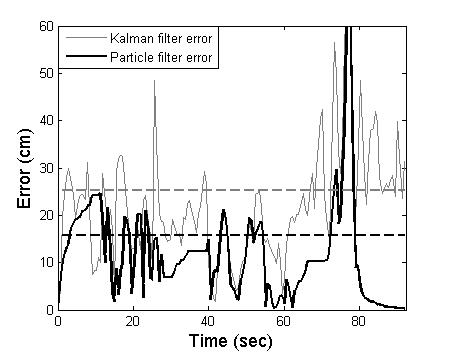 Kalman filter error
Particle filter error
60
50
40
30
20
10
0
0 20 40 60 80
Error (cm)
Time (sec)